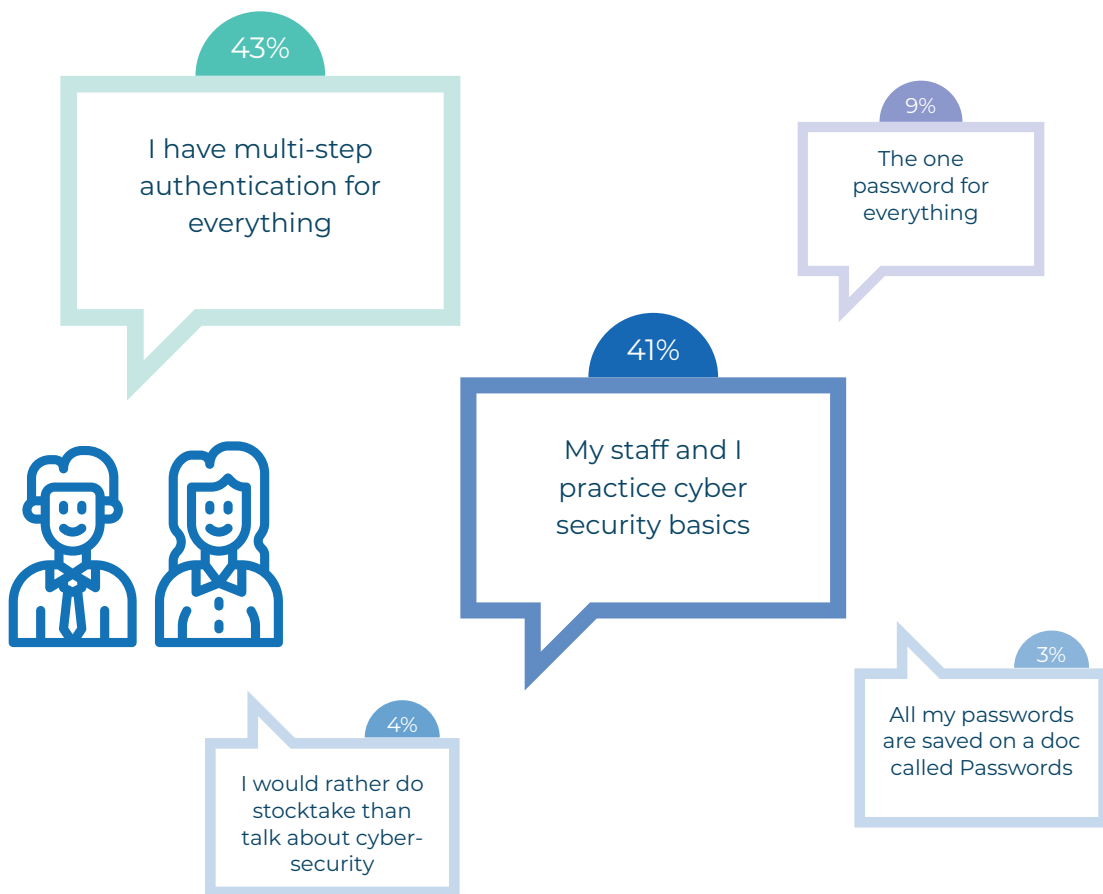 43%
I have multi-step
authentication for
everything
9%
The one
password for
everything
41%
My staff and I
practice cyber
security basics
4%
I would rather do
stocktake than
talk about cyber-
security
3%
All my passwords
are saved on a doc
called Passwords